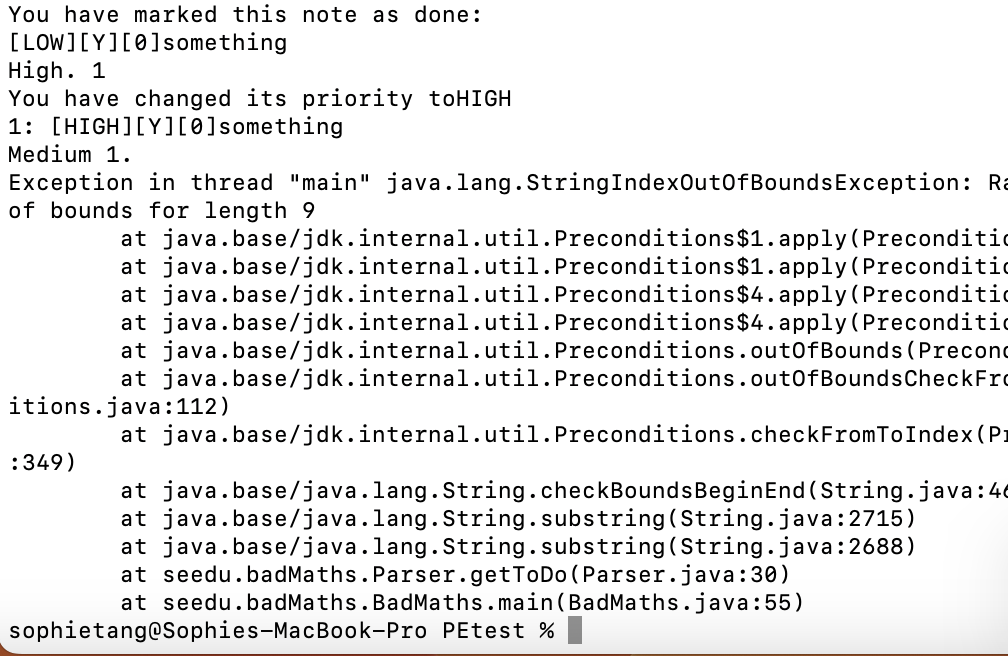 You have marked this note as done:
[LOW][Y][0]something
High. 1
You have changed its priority toHIGH
1: [HIGH][Y][0]something
Medium 1.
Exception in thread "main" java.lang.StringIndexOutOfBoundsException: Ra
of bounds for length 9
at java.base/jdk.internal.util.Preconditions$1.apply(Preconditio
at java.base/jdk.internal.util.Preconditions$1.apply(Preconditio
at java.base/jdk.internal.util.Preconditions$4.apply(Preconditio
at java.base/jdk.internal.util.Preconditions$4.apply(Preconditio
at java.base/jdk.internal.util.Preconditions.outOfBounds(Precond
at java.base/jdk.internal.util.Preconditions.outOfBoundsCheckFro
itions.java:112)
at java.base/jdk.internal.util.Preconditions.checkFromToIndex(Pr
:349)
at java.base/java.lang.String.checkBoundsBeginEnd(String.java:46
at java.base/java.lang.String.substring(String.java:2715)
at java.base/java.lang.String.substring(String.java:2688)
at seedu.badMaths.Parser.getToDo(Parser.java:30)
at seedu.badMaths.BadMaths.main(BadMaths.java:55)
sophietang@Sophies-MacBook-Pro PEtest %